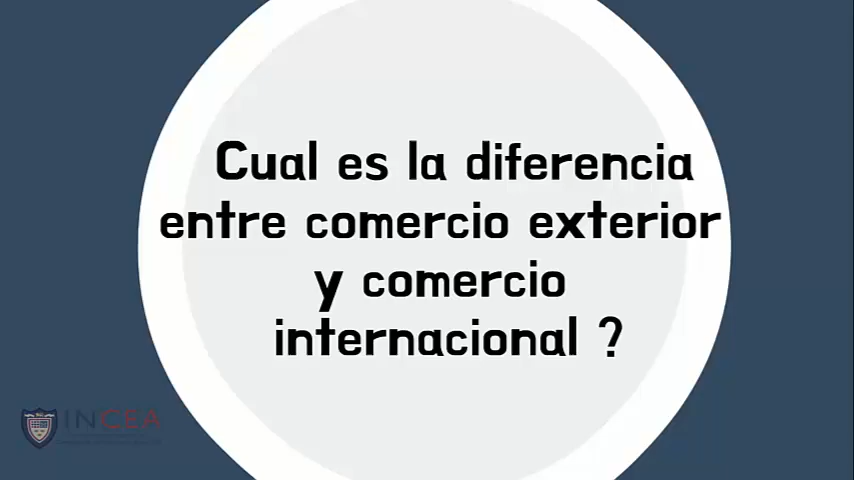 Cual es la diferencia
entre comercio exterior
y comercio
internacional ?
INCEA